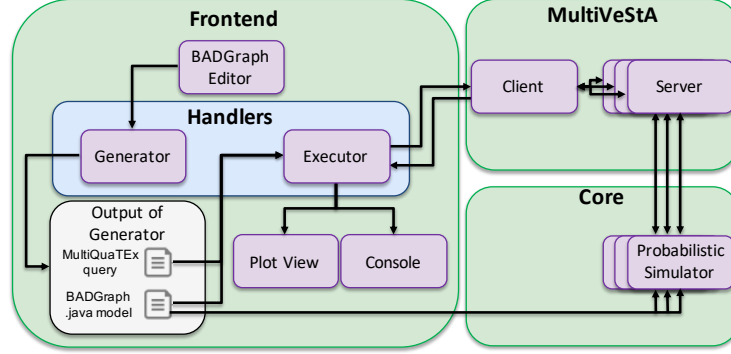 Frontend
BADGraph
Editor
Handlers
Generator
Executor
Output of
Generator
MultiQuaTEx
query
BADGraph
.java model
Plot View
Console
MultiVeStA
Client
Server
Core
Probabilistic
Simulator